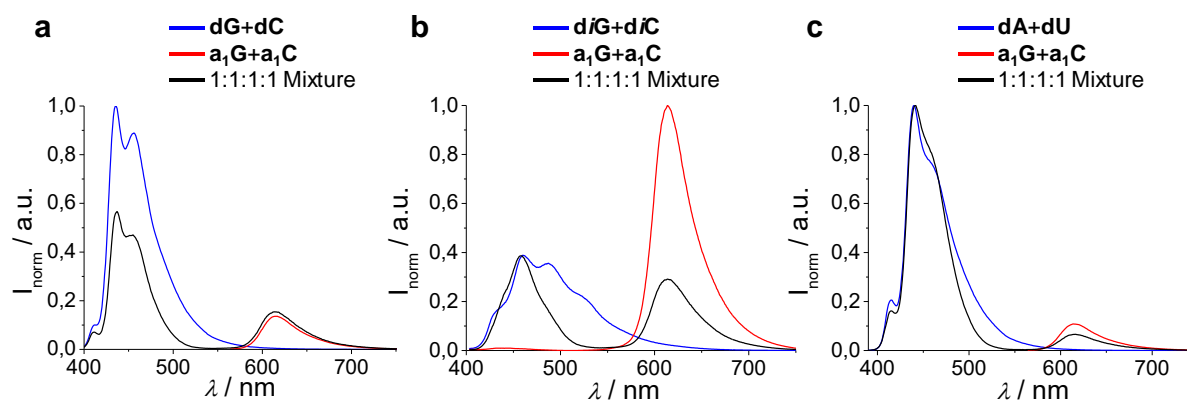 a
dG+dC
a₁G+a₁C
1:1:1:1 Mixture
1,0
0,8
0,6
0,4
0,2
0,0
I_norm / a.u.
400 500 600 700
λ / nm
b
diG+diC
a₁G+a₁C
1:1:1:1 Mixture
1,0
0,8
0,6
0,4
0,2
0,0
I_norm / a.u.
400 500 600 700
λ / nm
c
dA+dU
a₁G+a₁C
1:1:1:1 Mixture
1,0
0,8
0,6
0,4
0,2
0,0
I_norm / a.u.
400 500 600 700
λ / nm